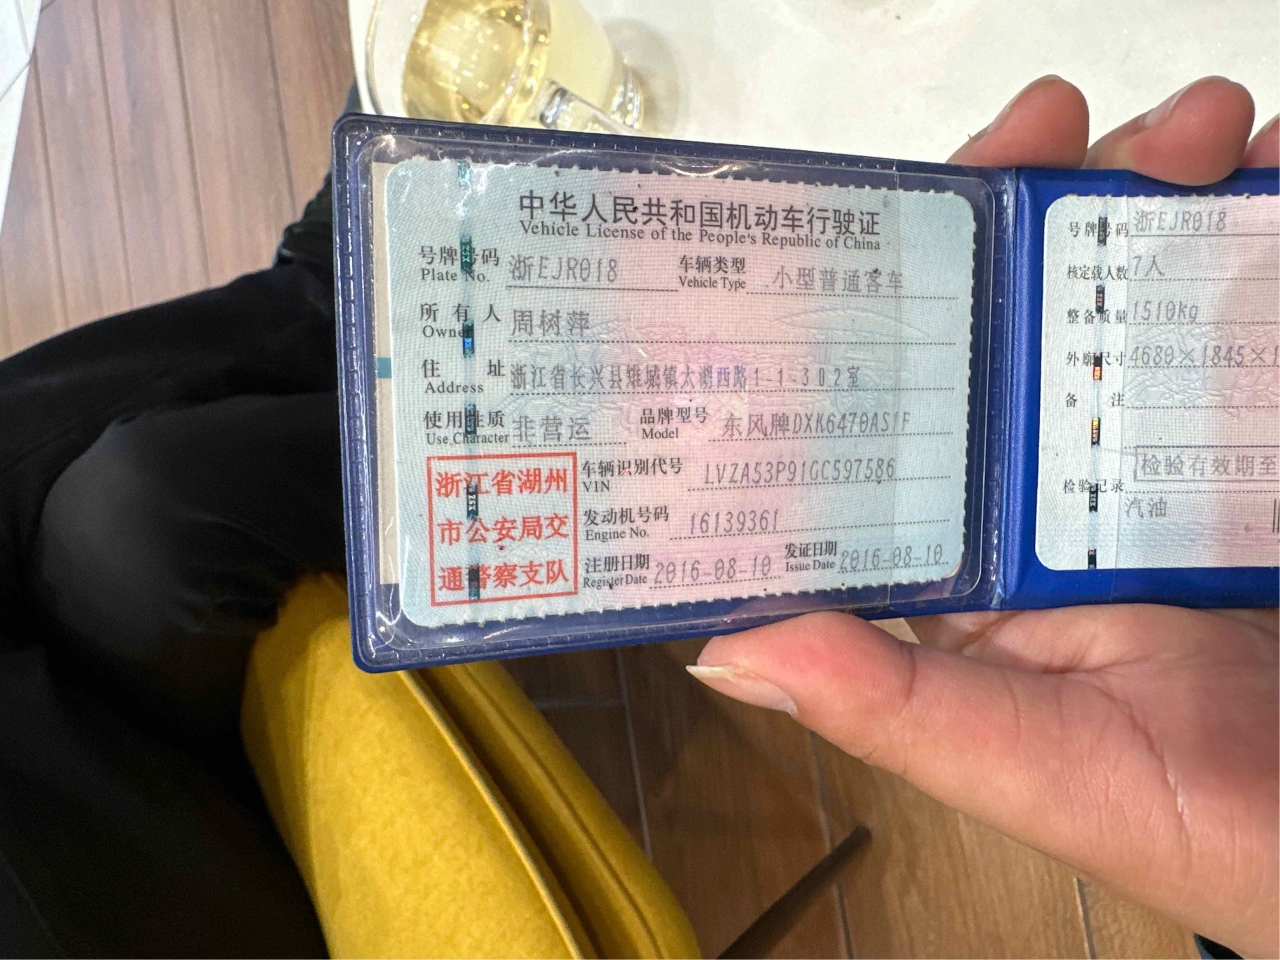 中华人民共和国机动车行驶证
Vehicle License of the People's Republic of China
号牌号码 浙EJR018 车辆类型 小型普通客车
Plate No. Vehicle Type
所有人 周树萍
Owner
住址 浙江省长兴县雉城镇太湖西路1-1-302室
Address
使用性质 非营运 品牌型号 东风牌DXK6470AS1F
Use Character Model
浙江省湖州
市公安局交
通警察支队
车辆识别代号 LVZA53P91GC597586
VIN
发动机号码 16139361
Engine No.
注册日期 2016-08-10 发证日期 2016-08-10
Register Date Issue Date
号牌号码 浙EJR018
核定载人数 7人
整备质量 1510kg
外廓尺寸 4680×1845×1
备注
检验有效期至
检验记录
汽油